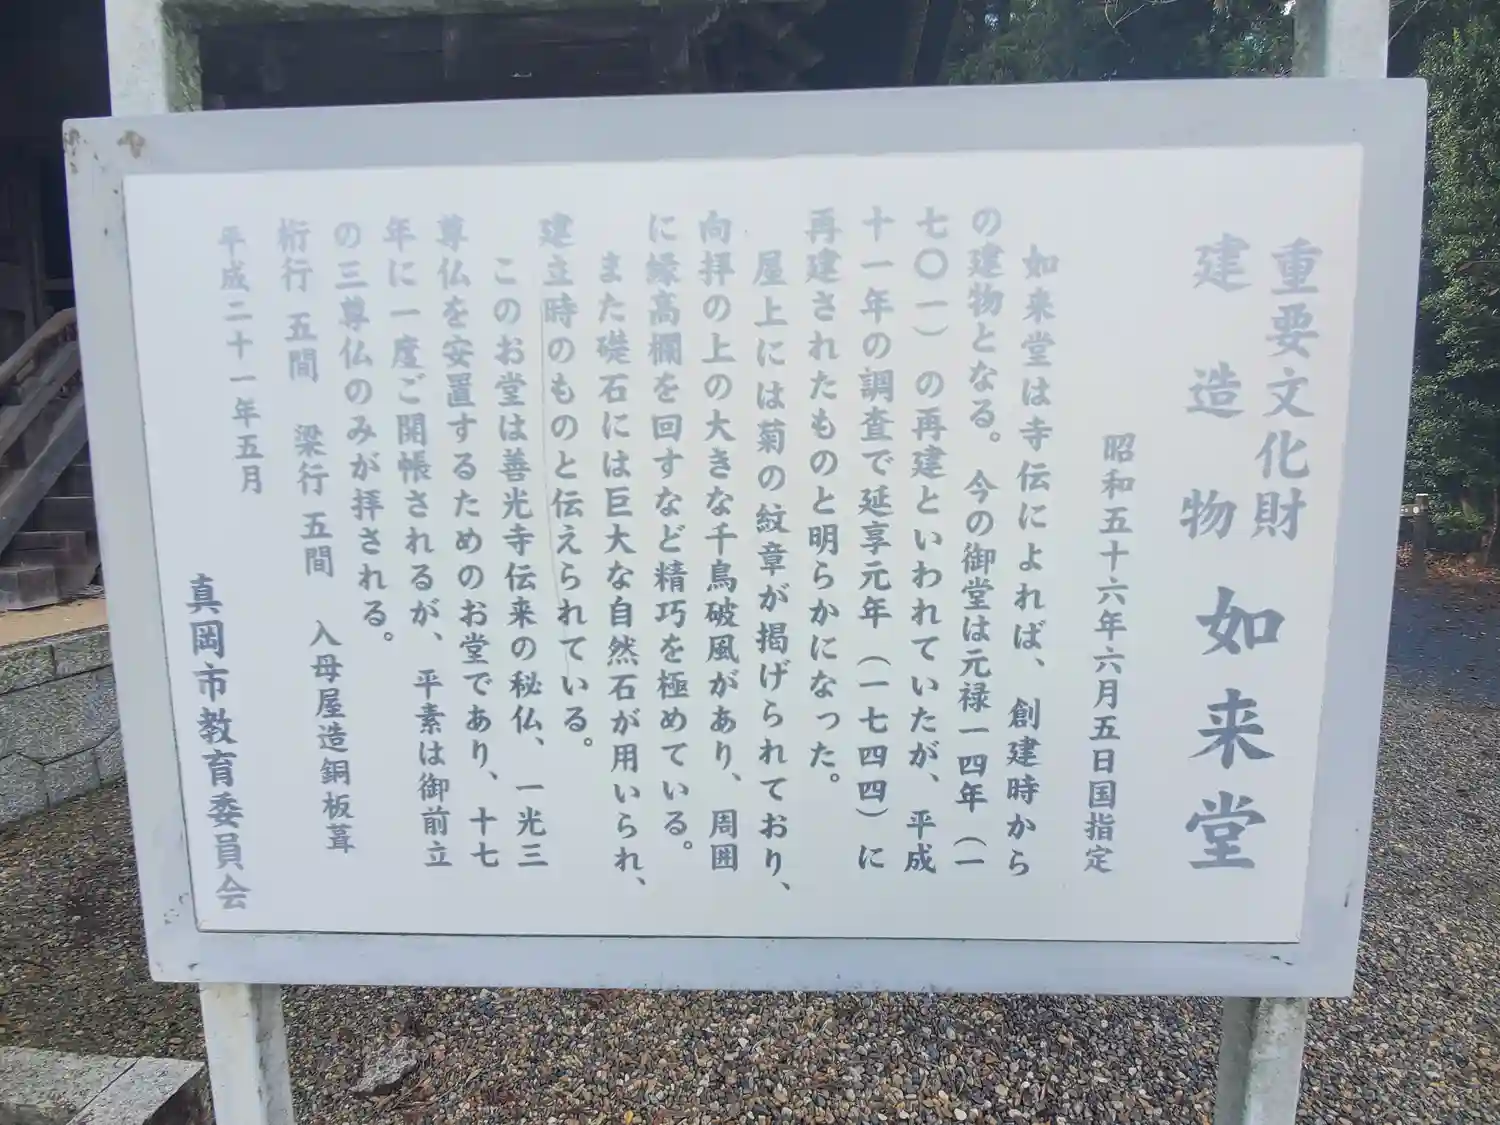 重要文化財
建造物
如来堂
昭和五十六年六月五日国指定
如来堂は寺伝によれば、創建時から
の建物となる。今の御堂は元禄一四年（一
七〇一）の再建といわれていたが、平成
十一年の調査で延享元年（一七四四）に
再建されたものと明らかになった。
屋上には菊の紋章が掲げられており、
向拝の上の大きな千鳥破風があり、周囲
に縁高欄を回すなど精巧を極めている。
また礎石には巨大な自然石が用いられ、
建立時のものと伝えられている。
このお堂は善光寺伝来の秘仏、一光三
尊仏を安置するためのお堂であり、十七
年に一度ご開帳されるが、平素は御前立
の三尊仏のみが拝される。
桁行 五間 梁行 五間 入母屋造銅板葺
平成二十一年五月
真岡市教育委員会